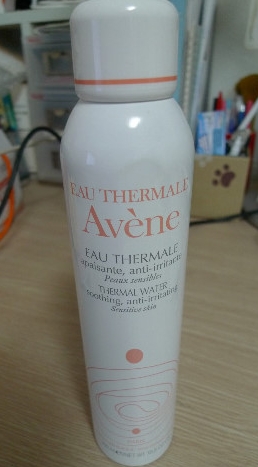 EAU THERMALE
Avène
EAU THERMALE
apaisante, anti-irritante
Peaux sensibles
THERMAL WATER
soothing, anti-irritating
Sensitive skin